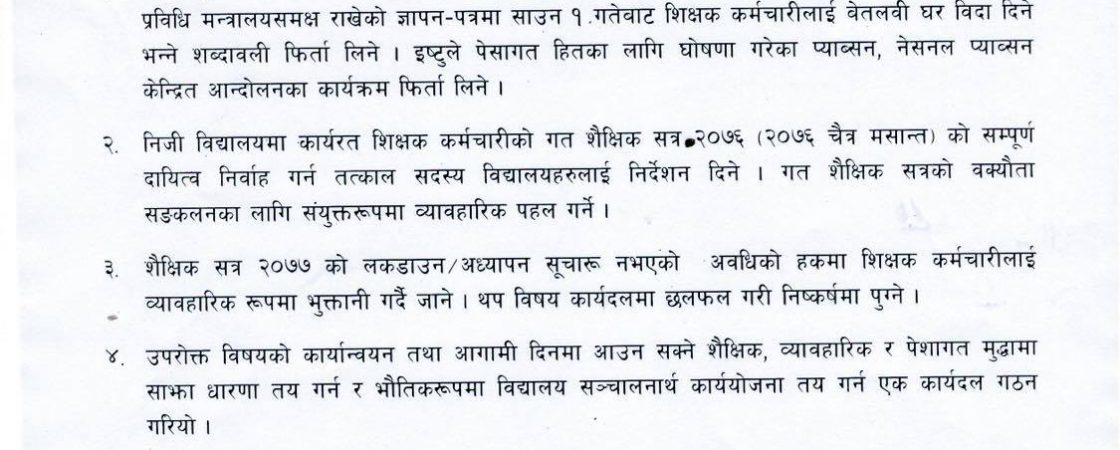 प्रविधि मन्त्रालयसमक्ष राखेको ज्ञापन-पत्रमा साउन १ गतेबाट शिक्षक कर्मचारीलाई वेतलवी घर विदा दिने
भन्ने शब्दावली फिर्ता लिने । इष्टुले पेसागत हितका लागि घोषणा गरेका प्याब्सन, नेसनल प्याब्सन
केन्द्रित आन्दोलनका कार्यक्रम फिर्ता लिने ।
२. निजी विद्यालयमा कार्यरत शिक्षक कर्मचारीको गत शैक्षिक सत्र २०७६ (२०७६ चैत्र मसान्त) को सम्पूर्ण
दायित्व निर्वाह गर्न तत्काल सदस्य विद्यालयहरुलाई निर्देशन दिने । गत शैक्षिक सत्रको वक्यौता
सङकलनका लागि संयुक्तरूपमा व्यावहारिक पहल गर्ने ।
३. शैक्षिक सत्र २०७७ को लकडाउन/अध्यापन सूचारू नभएको अवधिको हकमा शिक्षक कर्मचारीलाई
व्यावहारिक रूपमा भुक्तानी गर्दै जाने । थप विषय कार्यदलमा छलफल गरी निष्कर्षमा पुग्ने ।
४. उपरोक्त विषयको कार्यान्वयन तथा आगामी दिनमा आउन सक्ने शैक्षिक, व्यावहारिक र पेशागत मुद्धामा
साझा धारणा तय गर्न र भौतिकरूपमा विद्यालय सञ्चालनार्थ कार्ययोजना तय गर्न एक कार्यदल गठन
गरियो ।